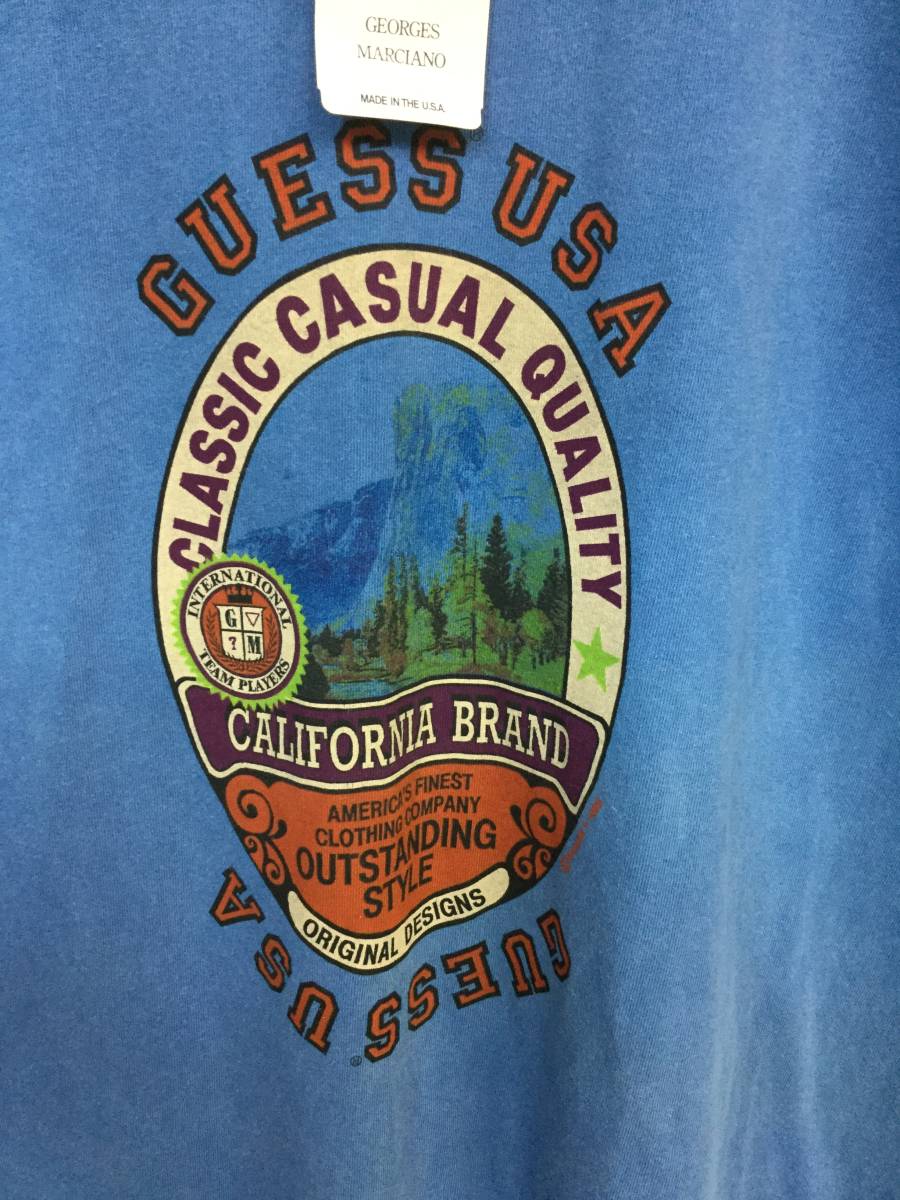 GEORGES
MARCIANO
MADE IN THE U.S.A.
GUESS USA ®
CLASSIC CASUAL QUALITY
INTERNATIONAL
G
? M
TEAM PLAYERS
CALIFORNIA BRAND
AMERICA'S FINEST
CLOTHING COMPANY
OUTSTANDING
STYLE
ORIGINAL DESIGNS
GUESS USA ®